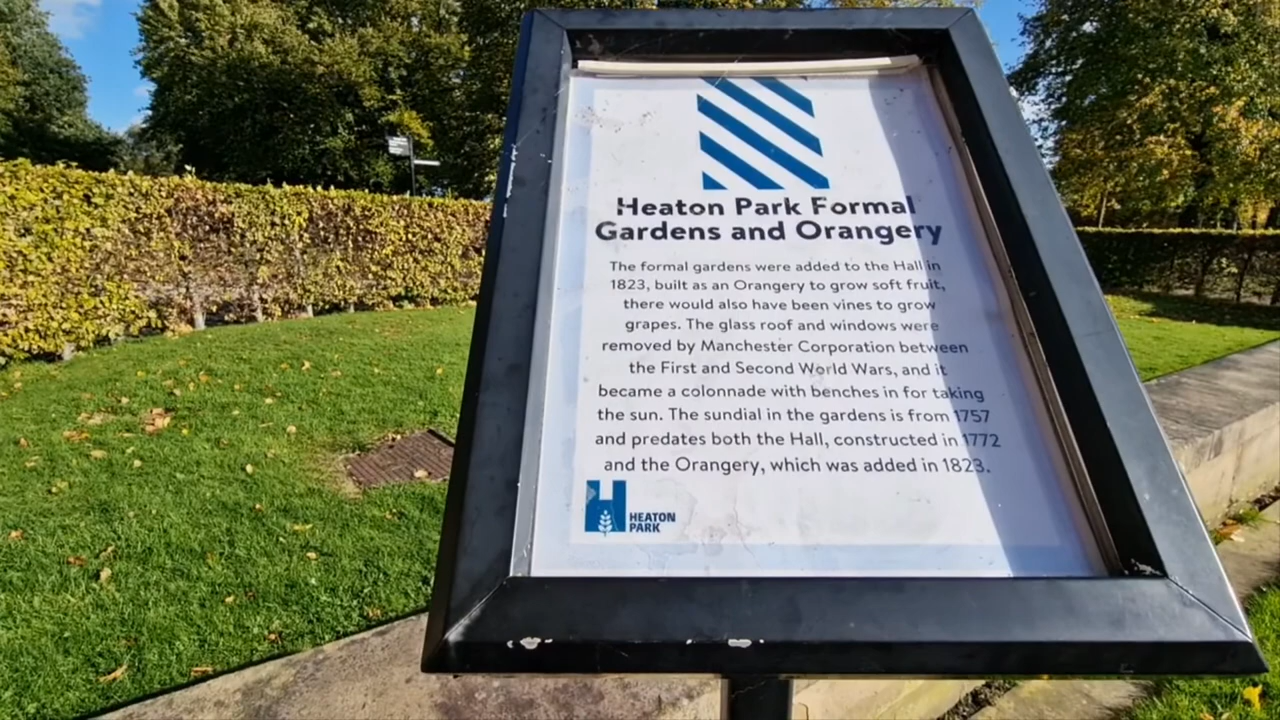 Heaton Park Formal
Gardens and Orangery
The formal gardens were added to the Hall in
1823, built as an Orangery to grow soft fruit,
there would also have been vines to grow
grapes. The glass roof and windows were
removed by Manchester Corporation between
the First and Second World Wars, and it
became a colonnade with benches in for taking
the sun. The sundial in the gardens is from 1757
and predates both the Hall, constructed in 1772
and the Orangery, which was added in 1823.
H HEATON
PARK